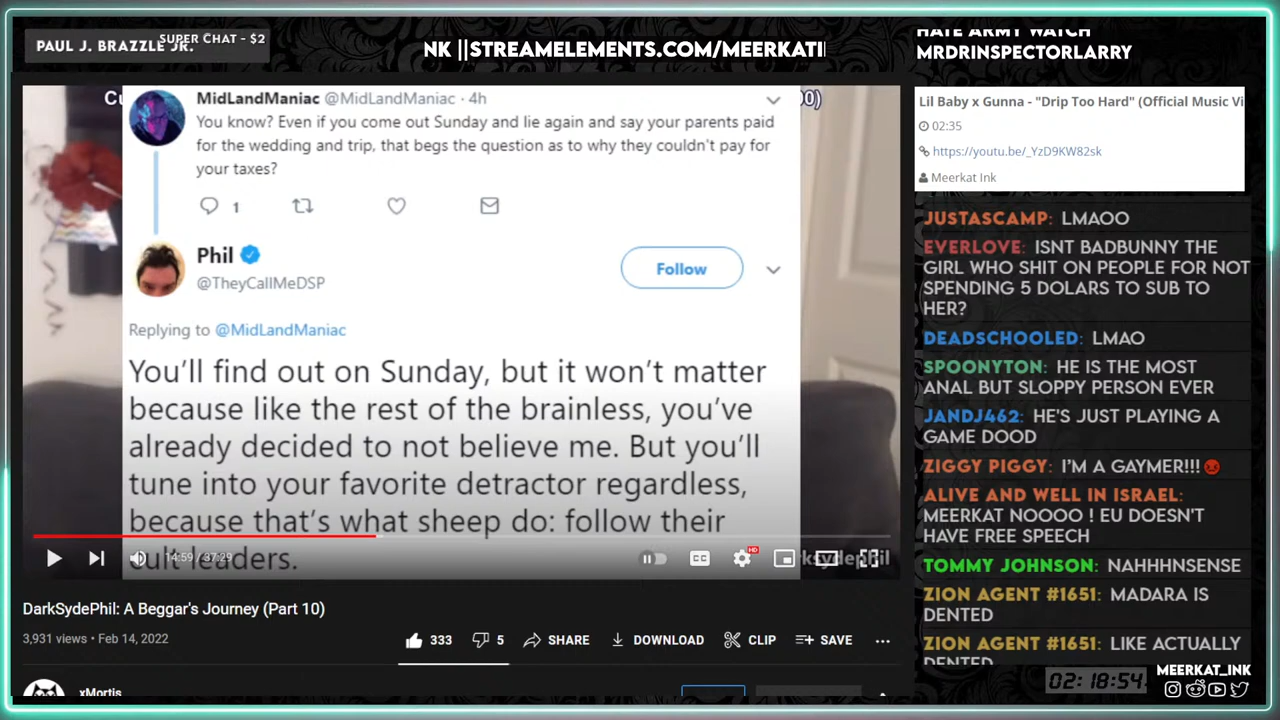 PAUL J. BRAZZLE JR.
SUPER CHAT - $2
NK ||STREAMELEMENTS.COM/MEERKATI
HATE ARMY WATCH
MRDRINSPECTORLARRY
MidLandManiac @MidLandManiac · 4h
You know? Even if you come out Sunday and lie again and say your parents paid
for the wedding and trip, that begs the question as to why they couldn't pay for
your taxes?
1
Phil
@TheyCallMeDSP
Follow
Replying to @MidLandManiac
You'll find out on Sunday, but it won't matter
because like the rest of the brainless, you've
already decided to not believe me. But you'll
tune into your favorite detractor regardless,
because that's what sheep do: follow their
cult leaders.
14:59 / 37:29
CC
HD
DarkSydePhil: A Beggar's Journey (Part 10)
3,931 views • Feb 14, 2022
333
5
SHARE
DOWNLOAD
CLIP
SAVE
xMortis
Lil Baby x Gunna - "Drip Too Hard" (Official Music Vi
02:35
https://youtu.be/_YzD9KW82sk
Meerkat Ink
JUSTASCAMP: LMAOO
EVERLOVE: ISNT BADBUNNY THE
GIRL WHO SHIT ON PEOPLE FOR NOT
SPENDING 5 DOLARS TO SUB TO
HER?
DEADSCHOOLED: LMAO
SPOONYTON: HE IS THE MOST
ANAL BUT SLOPPY PERSON EVER
JANDJ462: HE'S JUST PLAYING A
GAME DOOD
ZIGGY PIGGY: I'M A GAYMER!!!
ALIVE AND WELL IN ISRAEL:
MEERKAT NOOOO ! EU DOESN'T
HAVE FREE SPEECH
TOMMY JOHNSON: NAHHHNSENSE
ZION AGENT #1651: MADARA IS
DENTED
ZION AGENT #1651: LIKE ACTUALLY
DENTED
02:18:54
MEERKAT_INK